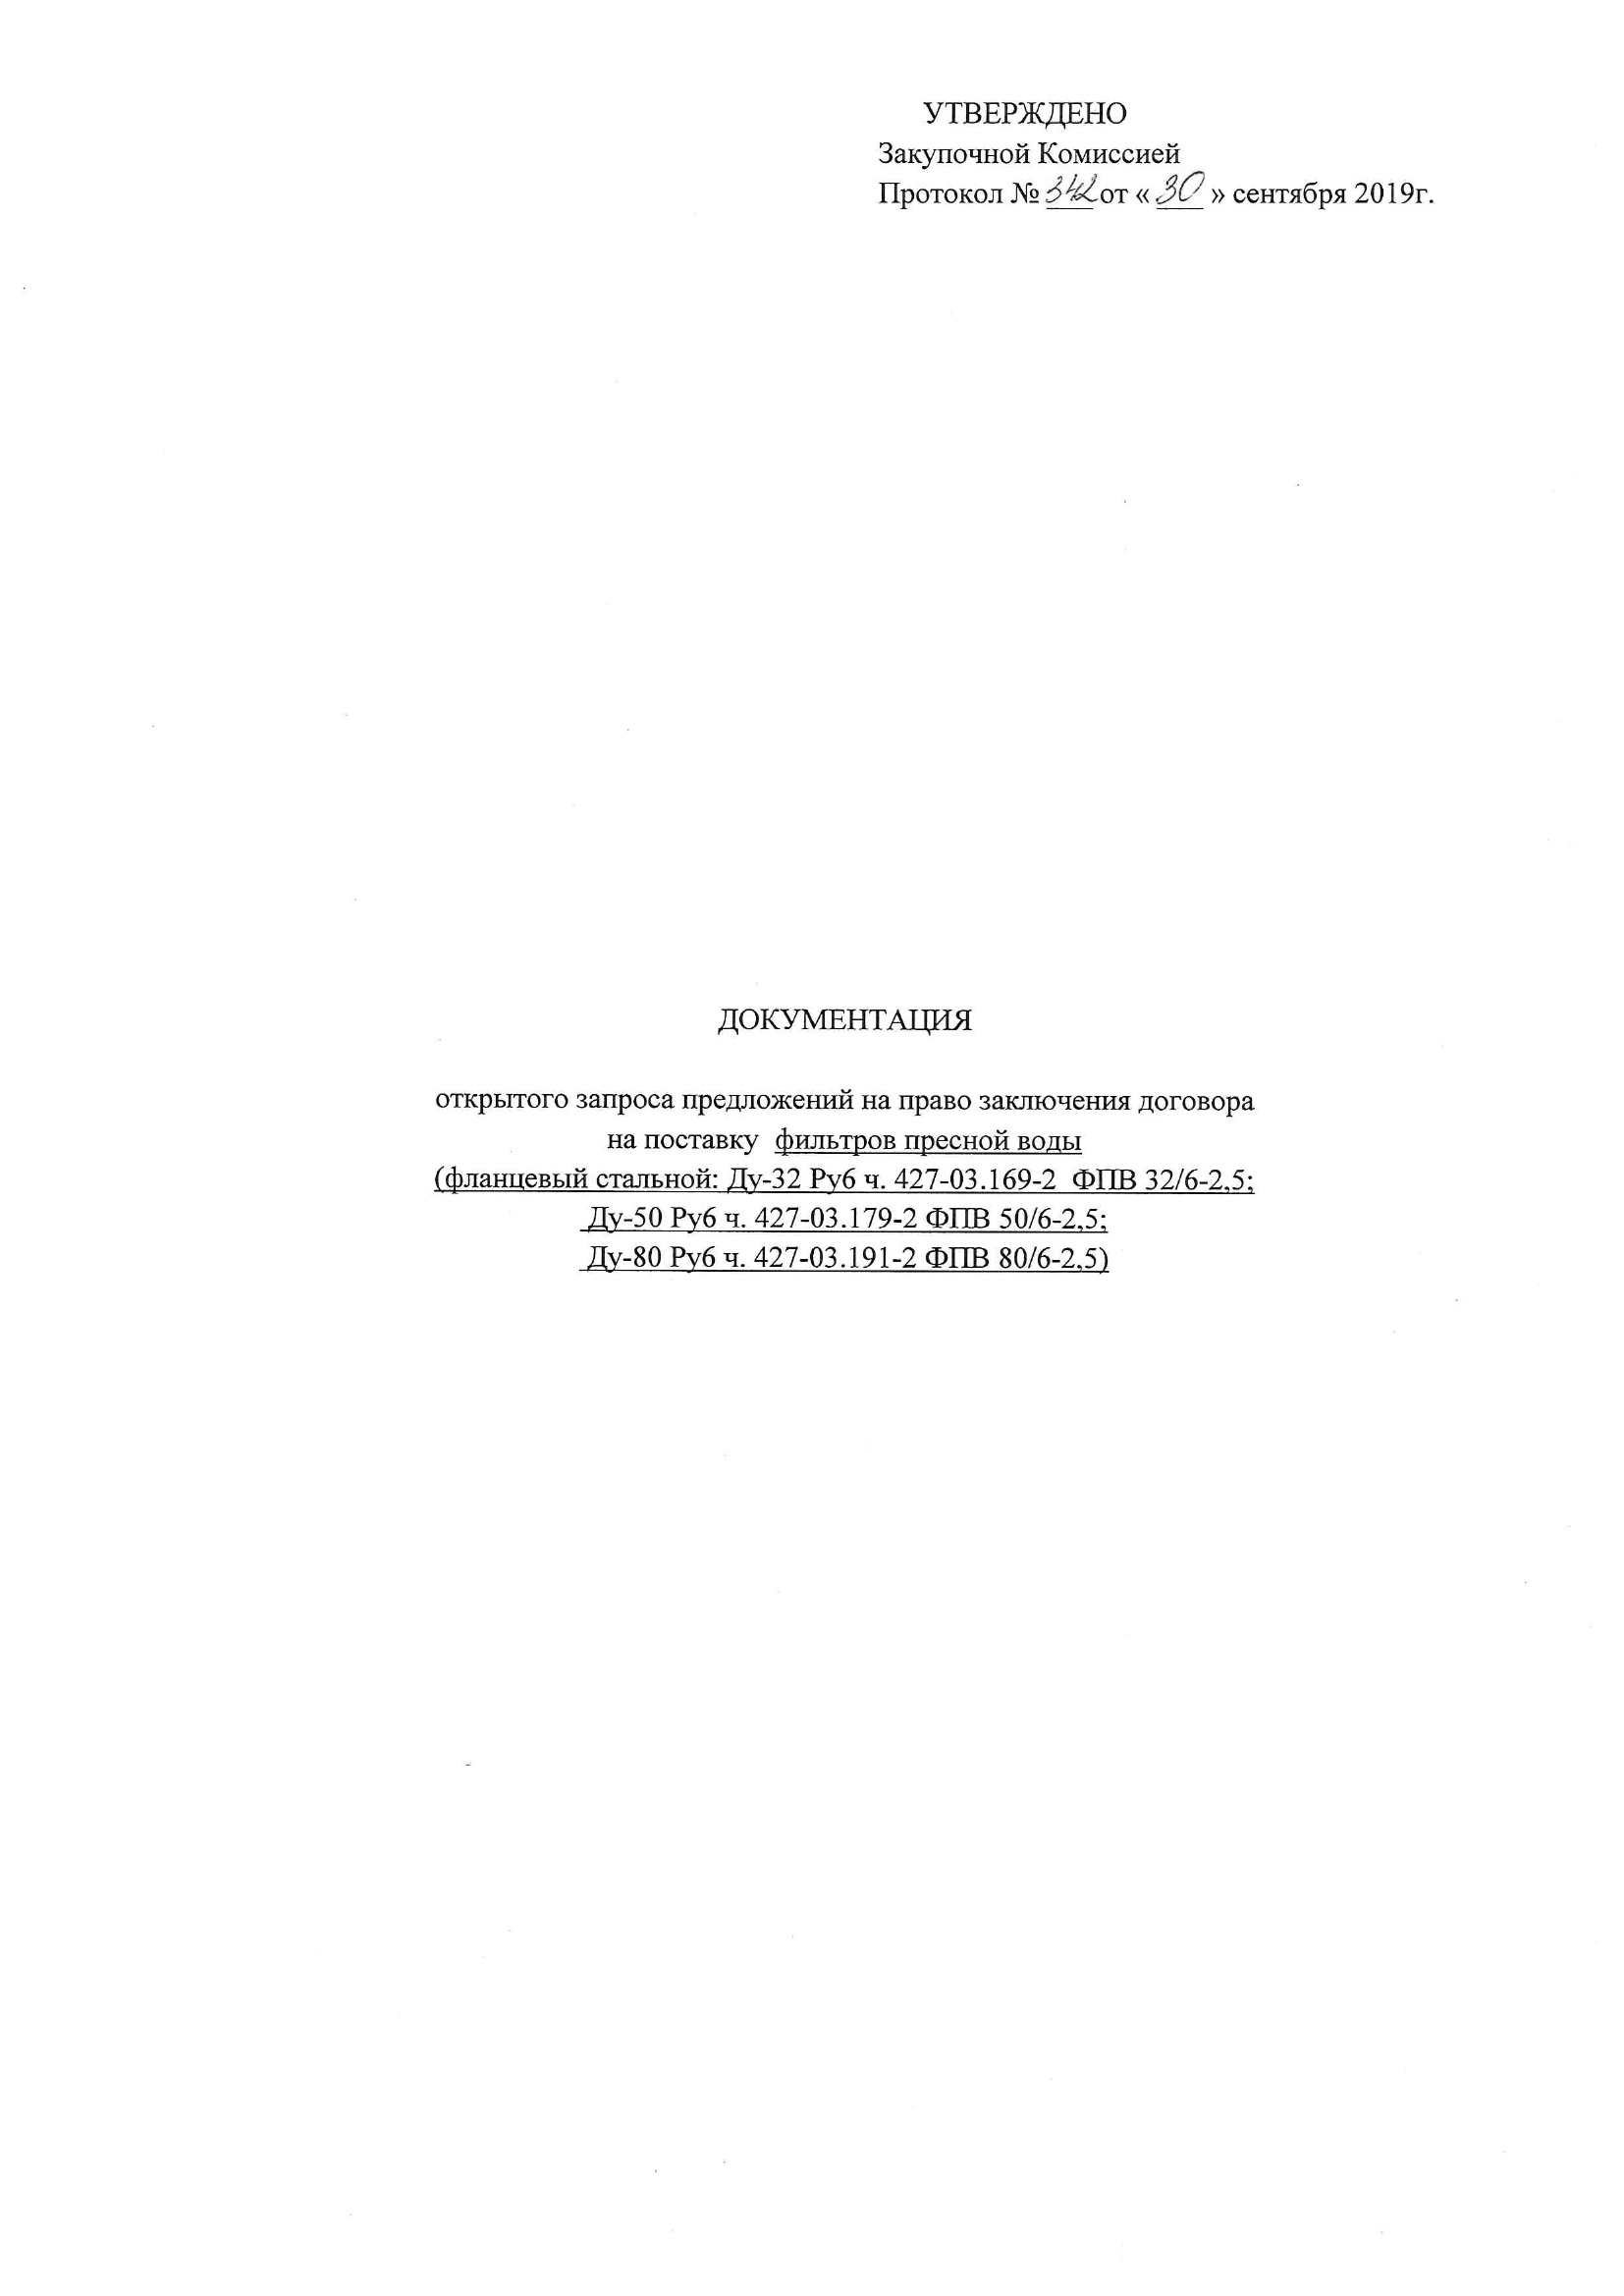 УТВЕРЖДЕНО
Закупочной Комиссией
Протокол № 342 от « 30 » сентября 2019г.
ДОКУМЕНТАЦИЯ
открытого запроса предложений на право заключения договора
на поставку фильтров пресной воды
(фланцевый стальной: Ду-32 Ру6 ч. 427-03.169-2 ФПВ 32/6-2,5;
Ду-50 Ру6 ч. 427-03.179-2 ФПВ 50/6-2,5;
Ду-80 Ру6 ч. 427-03.191-2 ФПВ 80/6-2,5)